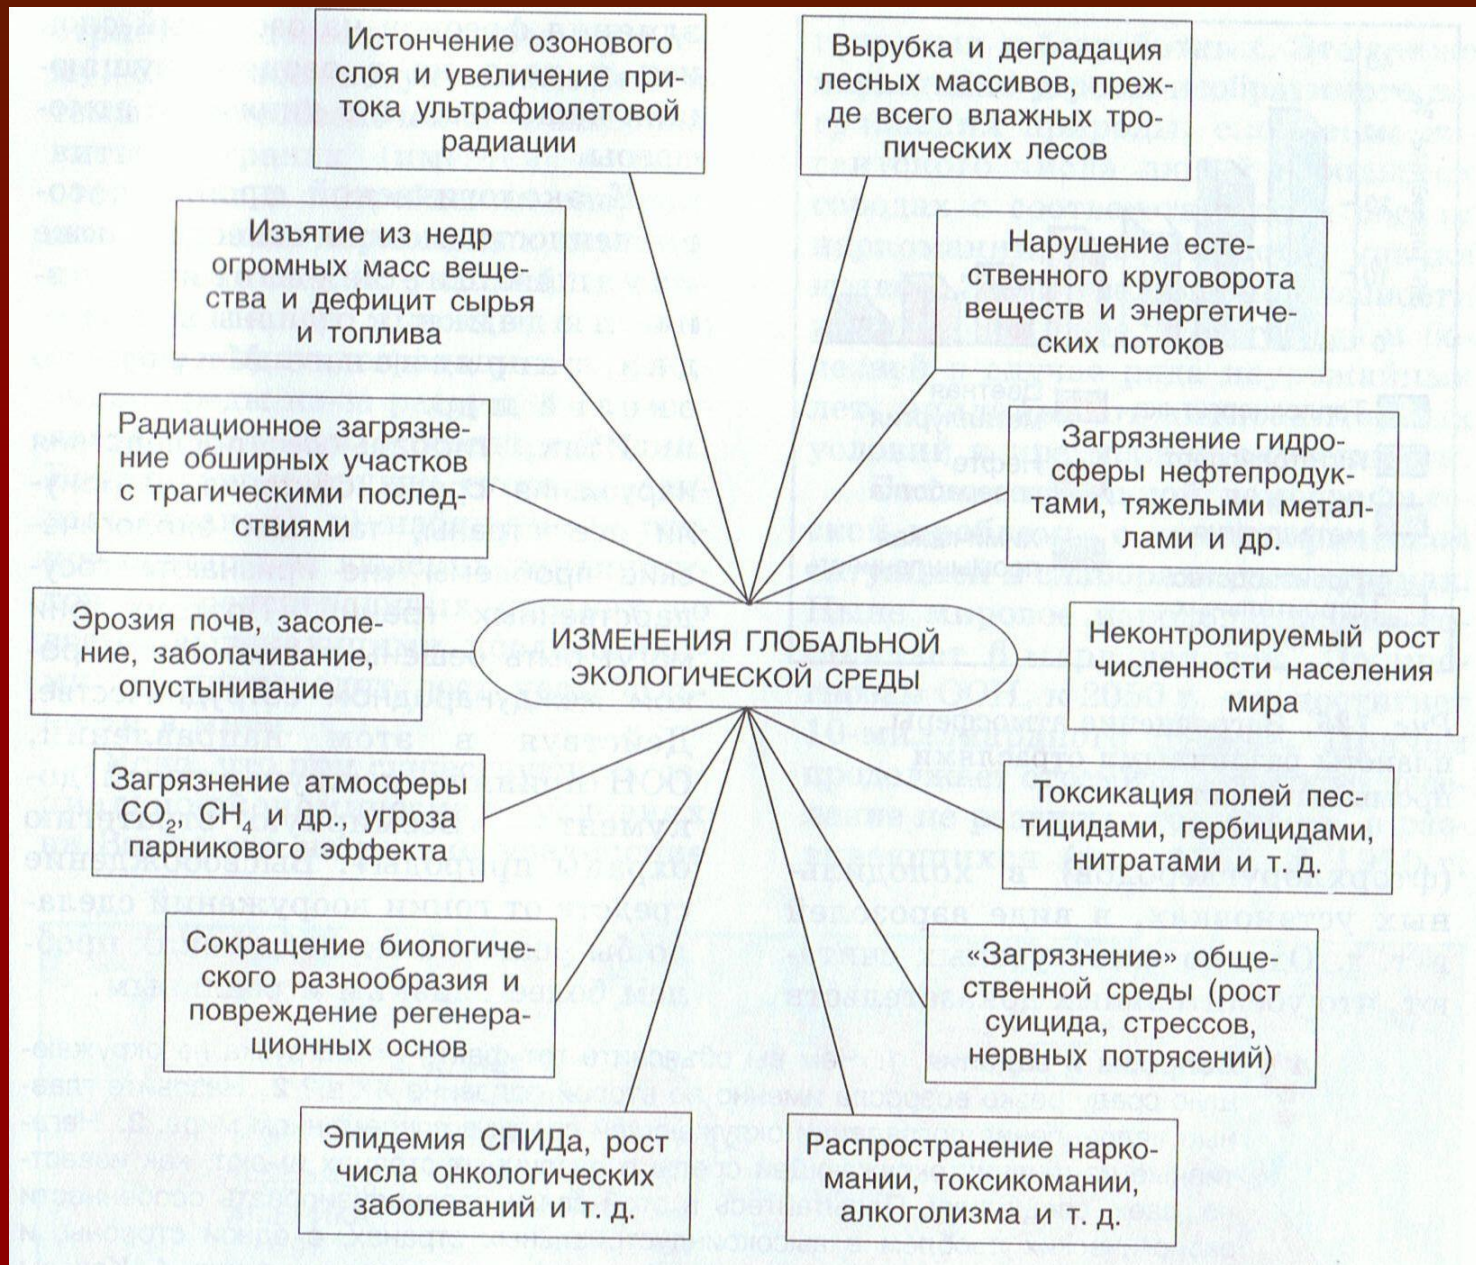 Истончение озонового
слоя и увеличение при-
тока ультрафиолетовой
радиации
Вырубка и деградация
лесных массивов, преж-
де всего влажных тро-
пических лесов
Изъятие из недр
огромных масс веще-
ства и дефицит сырья
и топлива
Нарушение есте-
ственного круговорота
веществ и энергетиче-
ских потоков
Радиационное загрязне-
ние обширных участков
с трагическими послед-
ствиями
Загрязнение гидро-
сферы нефтепродук-
тами, тяжелыми метал-
лами и др.
Эрозия почв, засоле-
ние, заболачивание,
опустынивание
ИЗМЕНЕНИЯ ГЛОБАЛЬНОЙ
ЭКОЛОГИЧЕСКОЙ СРЕДЫ
Неконтролируемый рост
численности населения
мира
Загрязнение атмосферы
CO₂, CH₄ и др., угроза
парникового эффекта
Токсикация полей пес-
тицидами, гербицидами,
нитратами и т. д.
Сокращение биологиче-
ского разнообразия и
повреждение регенера-
ционных основ
«Загрязнение» обще-
ственной среды (рост
суицида, стрессов,
нервных потрясений)
Эпидемия СПИДа, рост
числа онкологических
заболеваний и т. д.
Распространение нарко-
мании, токсикомании,
алкоголизма и т. д.